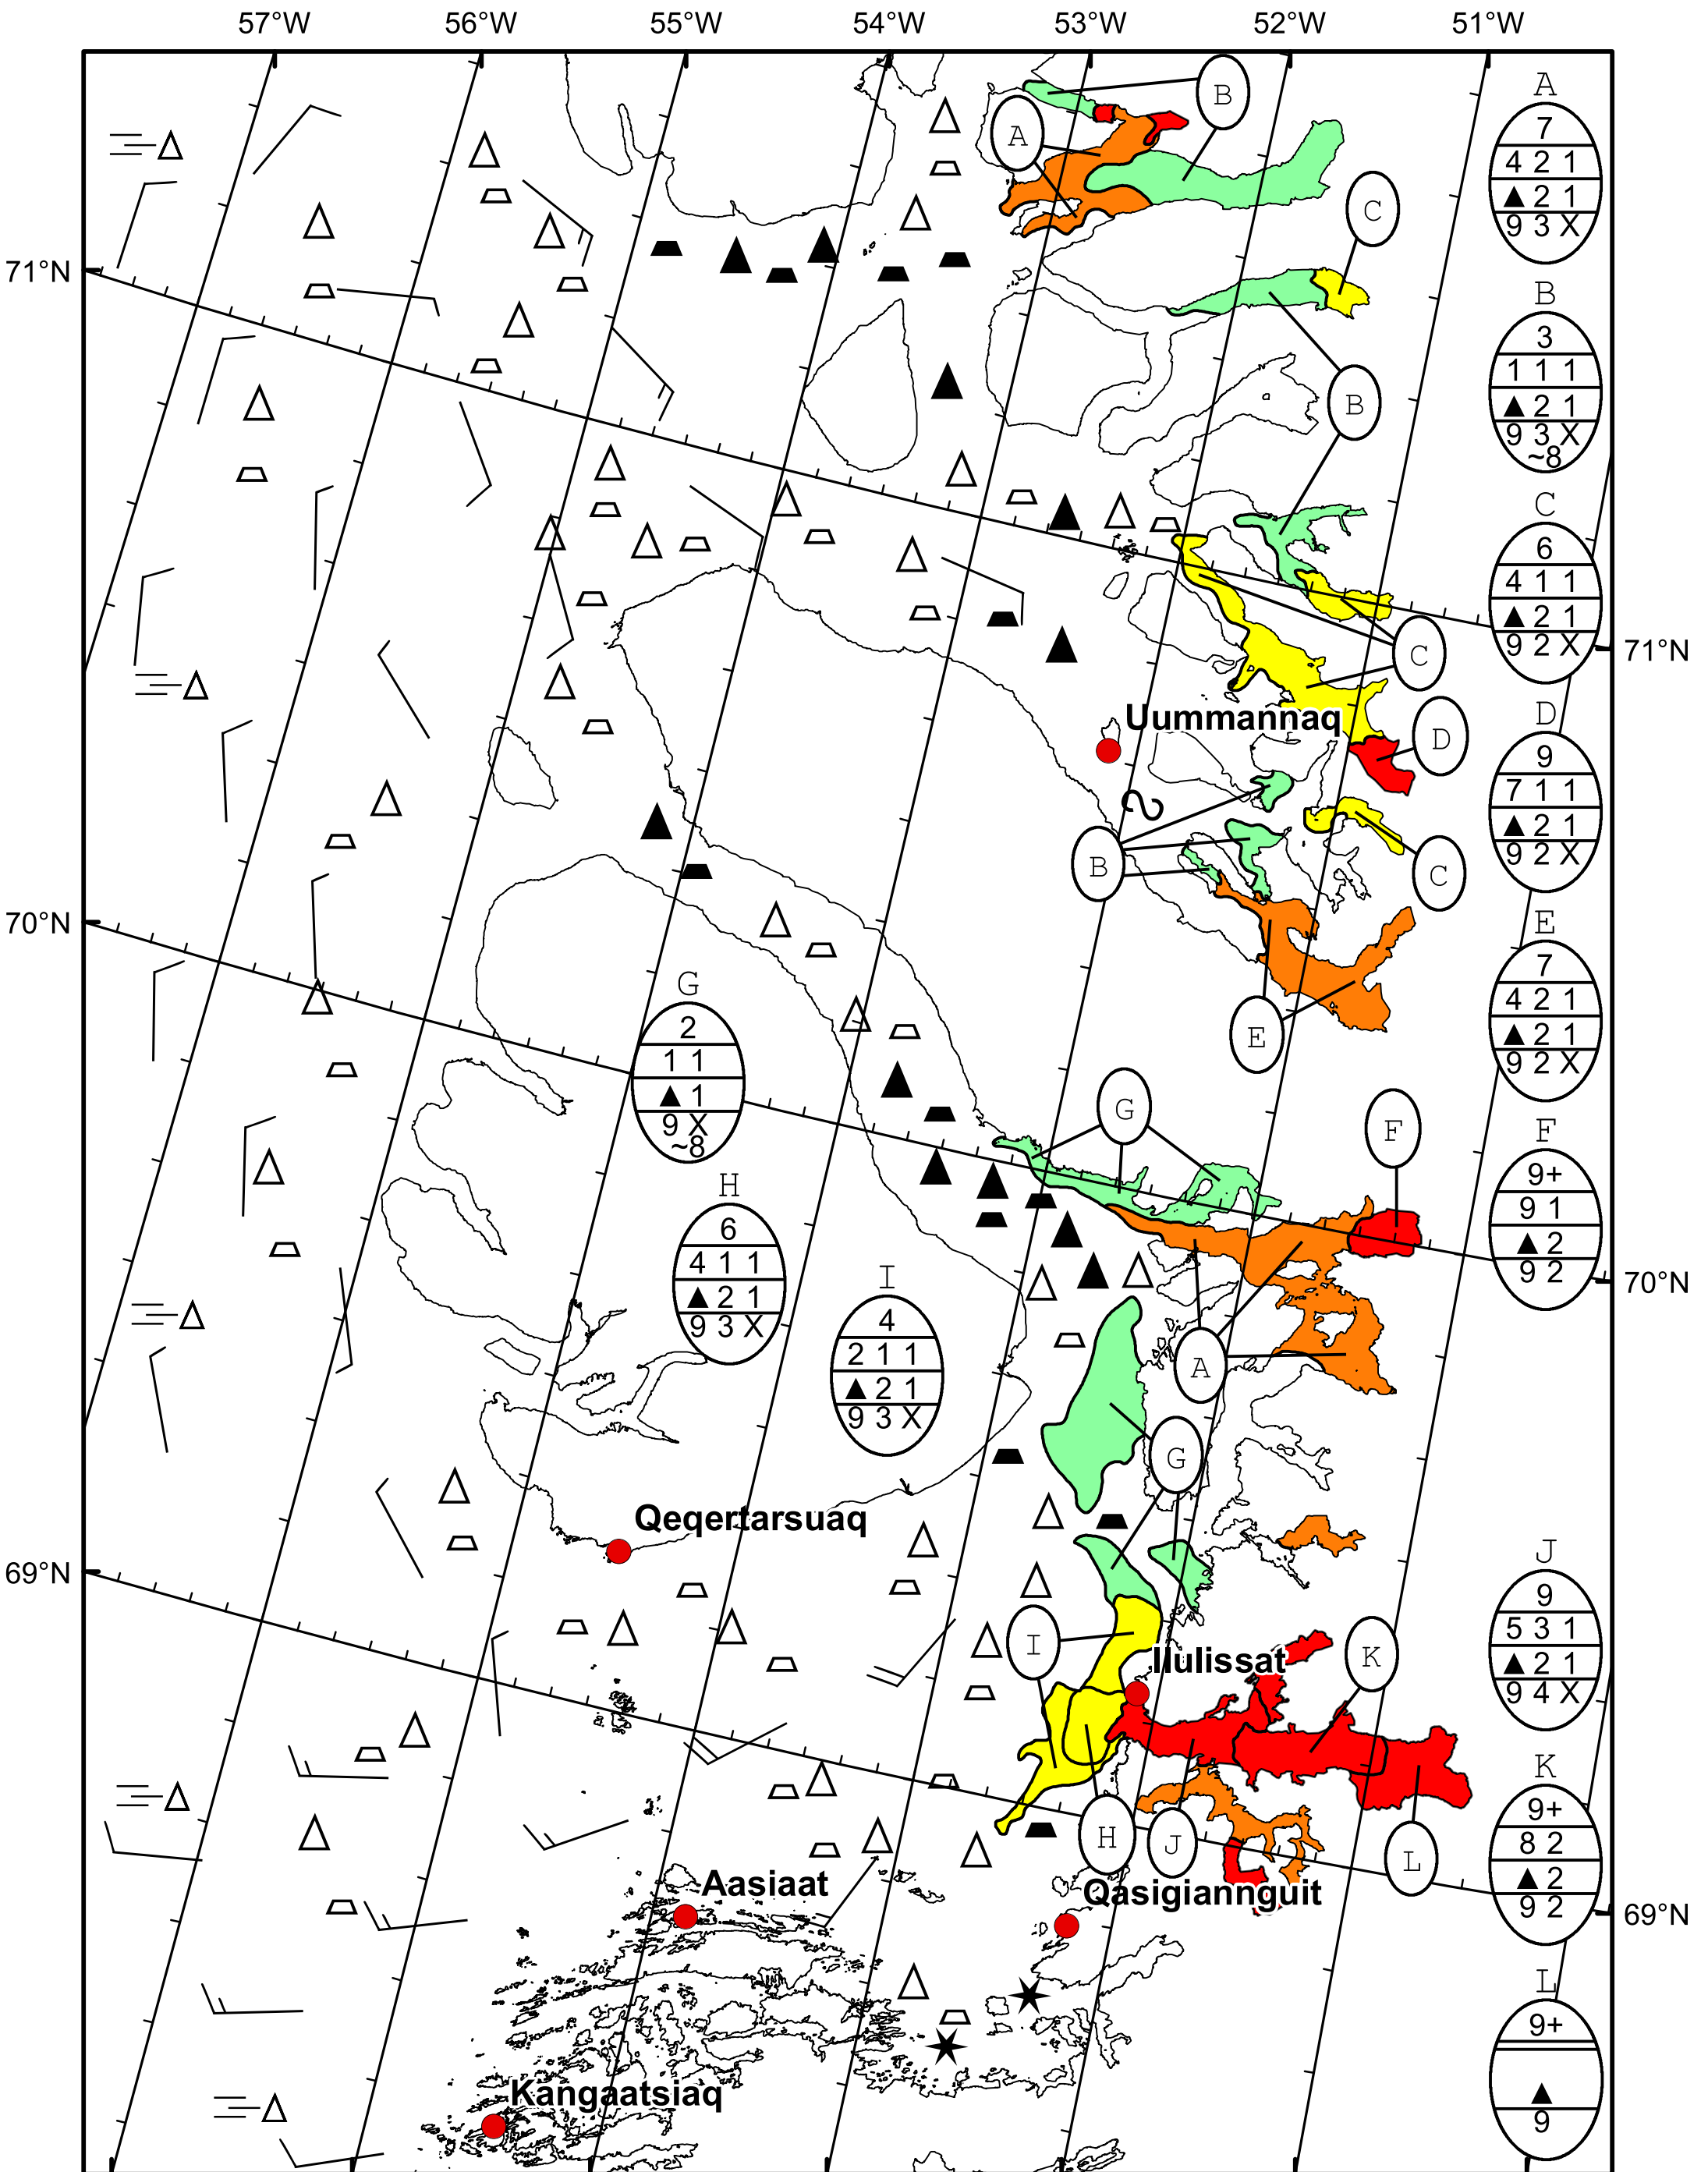 57°W 56°W 55°W 54°W 53°W 52°W 51°W
A
7
4 2 1
▲ 2 1
9 3 X
B
A
C
71°N
B
3
1 1 1
▲ 2 1
9 3 X
~8
B
C
6
4 1 1
▲ 2 1
9 2 X
C
71°N
Uummannaq
D
D
9
7 1 1
▲ 2 1
9 2 X
B
C
70°N
E
7
4 2 1
▲ 2 1
9 2 X
E
G
2
1 1
▲ 1
9 X
~8
G
F
F
9+
9 1
▲ 2
9 2
H
6
4 1 1
▲ 2 1
9 3 X
70°N
I
4
2 1 1
▲ 2 1
9 3 X
A
G
Qeqertarsuaq
69°N
J
9
5 3 1
▲ 2 1
9 4 X
I
Ilulissat
K
K
9+
8 2
▲ 2
9 2
H
J
L
Aasiaat
Qasigiannguit
69°N
L
9+
▲
9
Kangaatsiaq